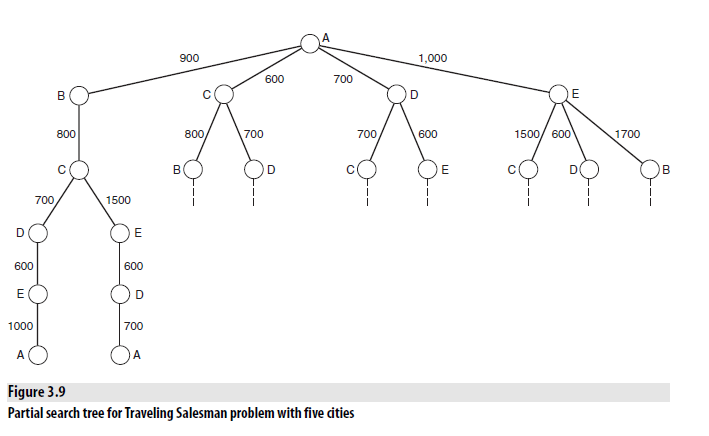 A
900
1,000
600
700
B
C
D
E
800
800
700
700
600
1500
600
1700
C
B
D
C
E
C
D
B
700
1500
D
E
600
600
E
D
1000
700
A
A
Figure 3.9
Partial search tree for Traveling Salesman problem with five cities